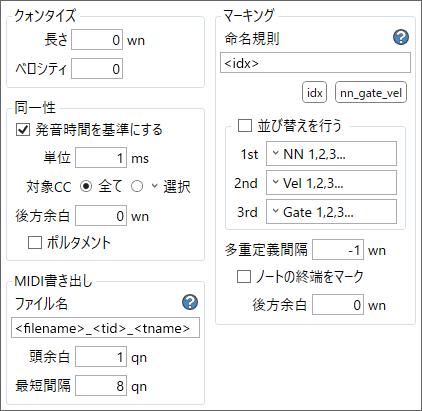 クォンタイズ
長さ 0 wn
ベロシティ 0
同一性
発音時間を基準にする
単位 1 ms
対象CC 全て 選択
後方余白 0 wn
ポルタメント
MIDI書き出し
ファイル名 ?
<filename>_<tid>_<tname>
頭余白 1 qn
最短間隔 8 qn
マーキング
命名規則 ?
<idx>
idx nn_gate_vel
並び替えを行う
1st NN 1,2,3...
2nd Vel 1,2,3...
3rd Gate 1,2,3...
多重定義間隔 -1 wn
ノートの終端をマーク
後方余白 0 wn